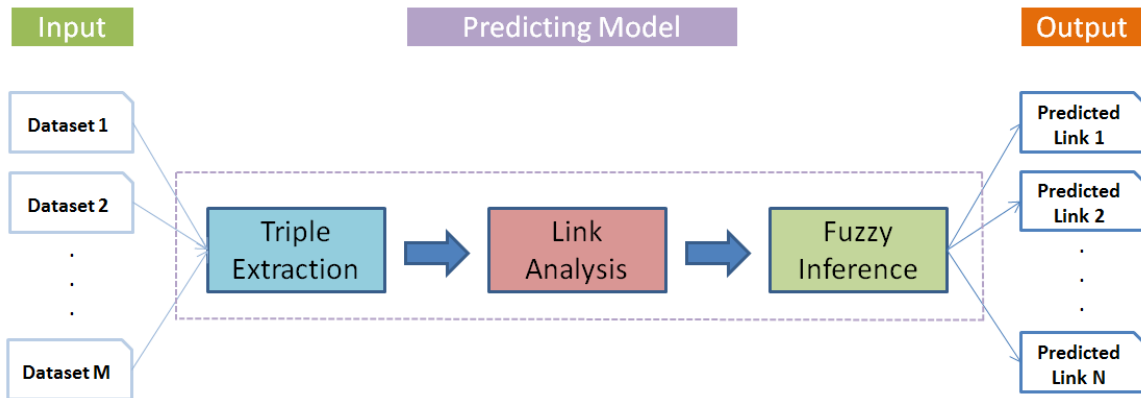 Input
Predicting Model
Output
Dataset 1
Dataset 2
.
.
.
Dataset M
Triple
Extraction
Link
Analysis
Fuzzy
Inference
Predicted
Link 1
Predicted
Link 2
.
.
.
Predicted
Link N